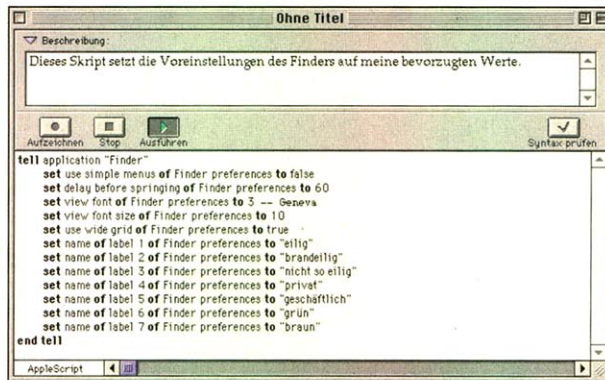 Ohne Titel
Beschreibung:
Dieses Skript setzt die Voreinstellungen des Finders auf meine bevorzugten Werte.
Aufzeichnen Stop Ausführen Syntax prüfen
tell application "Finder"
set use simple menus of Finder preferences to false
set delay before springing of Finder preferences to 60
set view font of Finder preferences to 3 -- Geneva
set view font size of Finder preferences to 10
set use wide grid of Finder preferences to true
set name of label 1 of Finder preferences to "eilig"
set name of label 2 of Finder preferences to "brandeilig"
set name of label 3 of Finder preferences to "nicht so eilig"
set name of label 4 of Finder preferences to "privat"
set name of label 5 of Finder preferences to "geschäftlich"
set name of label 6 of Finder preferences to "grün"
set name of label 7 of Finder preferences to "braun"
end tell
AppleScript